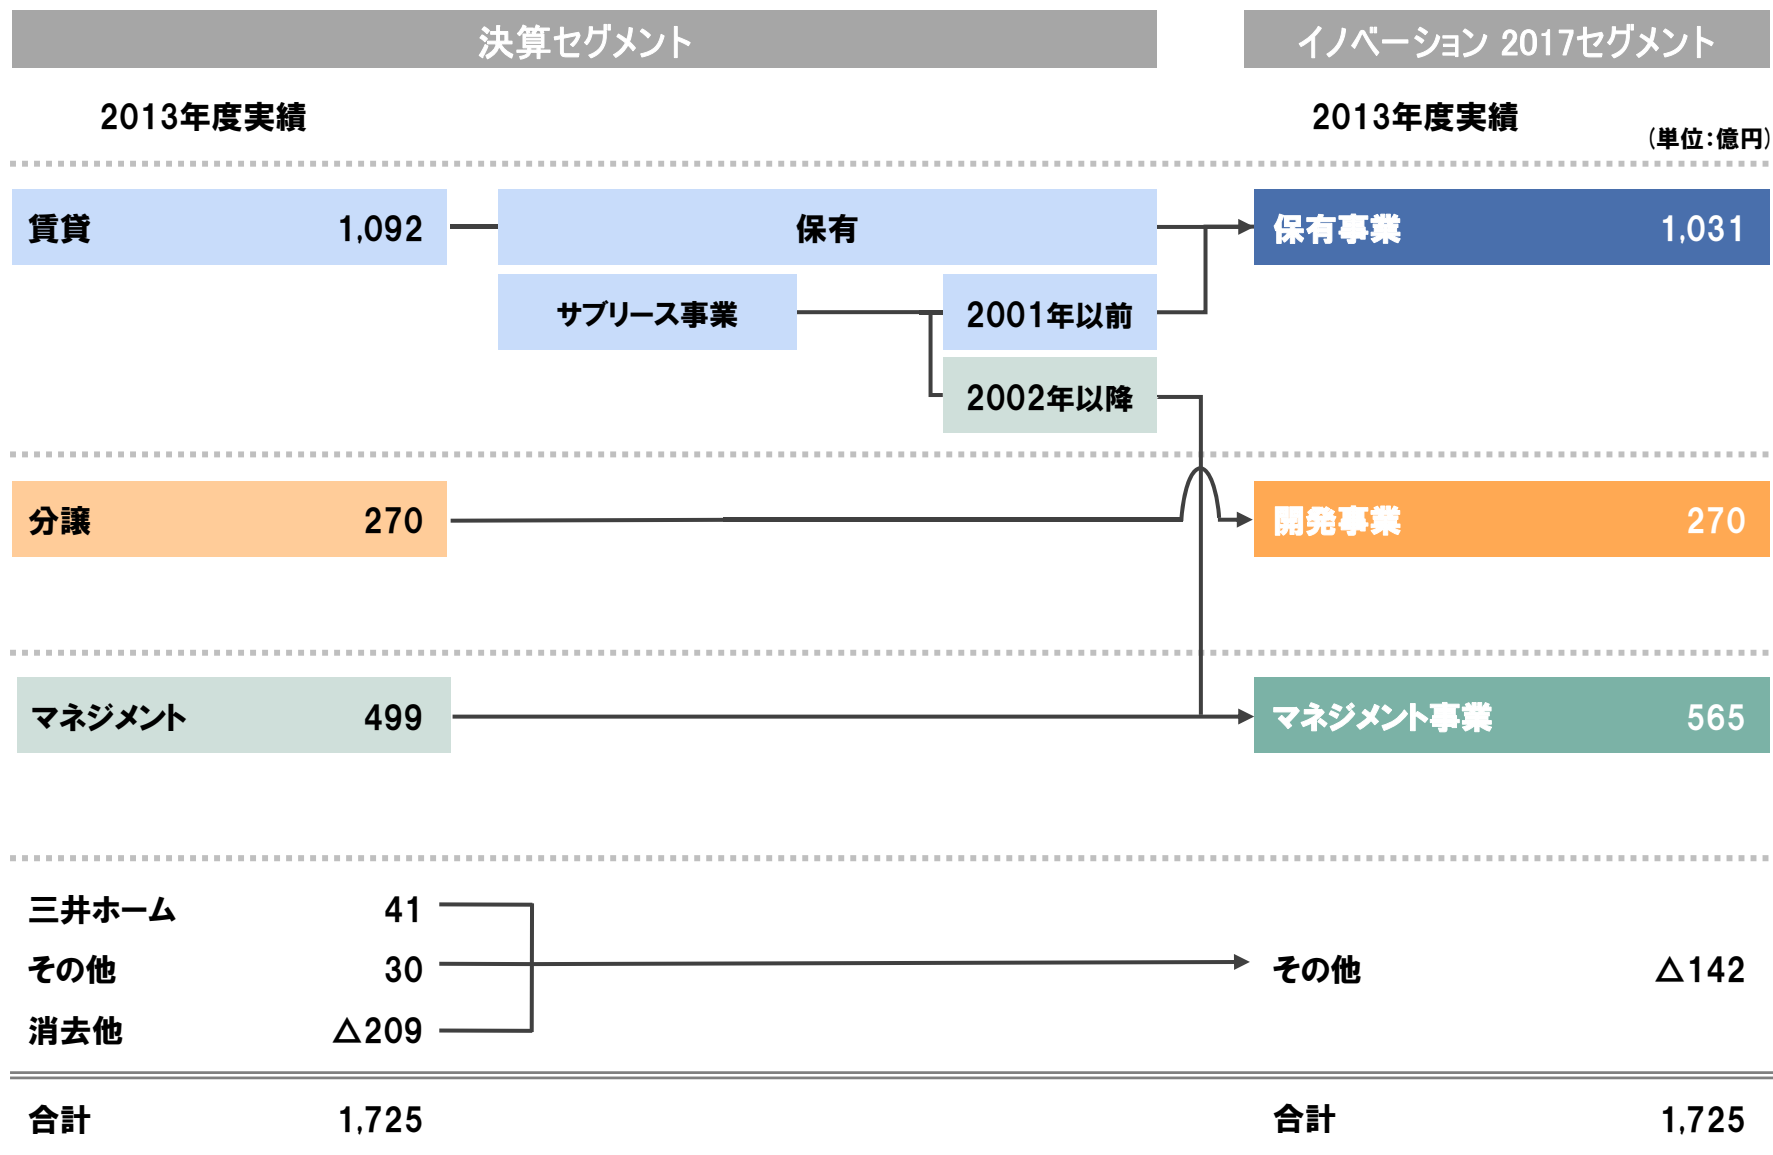 決算セグメント
イノベーション 2017セグメント
2013年度実績
2013年度実績
(単位:億円)
賃貸 1,092
保有
保有事業 1,031
サブリース事業
2001年以前
2002年以降
分譲 270
開発事業 270
マネジメント 499
マネジメント事業 565
三井ホーム 41
その他 30
その他 △142
消去他 △209
合計 1,725
合計 1,725